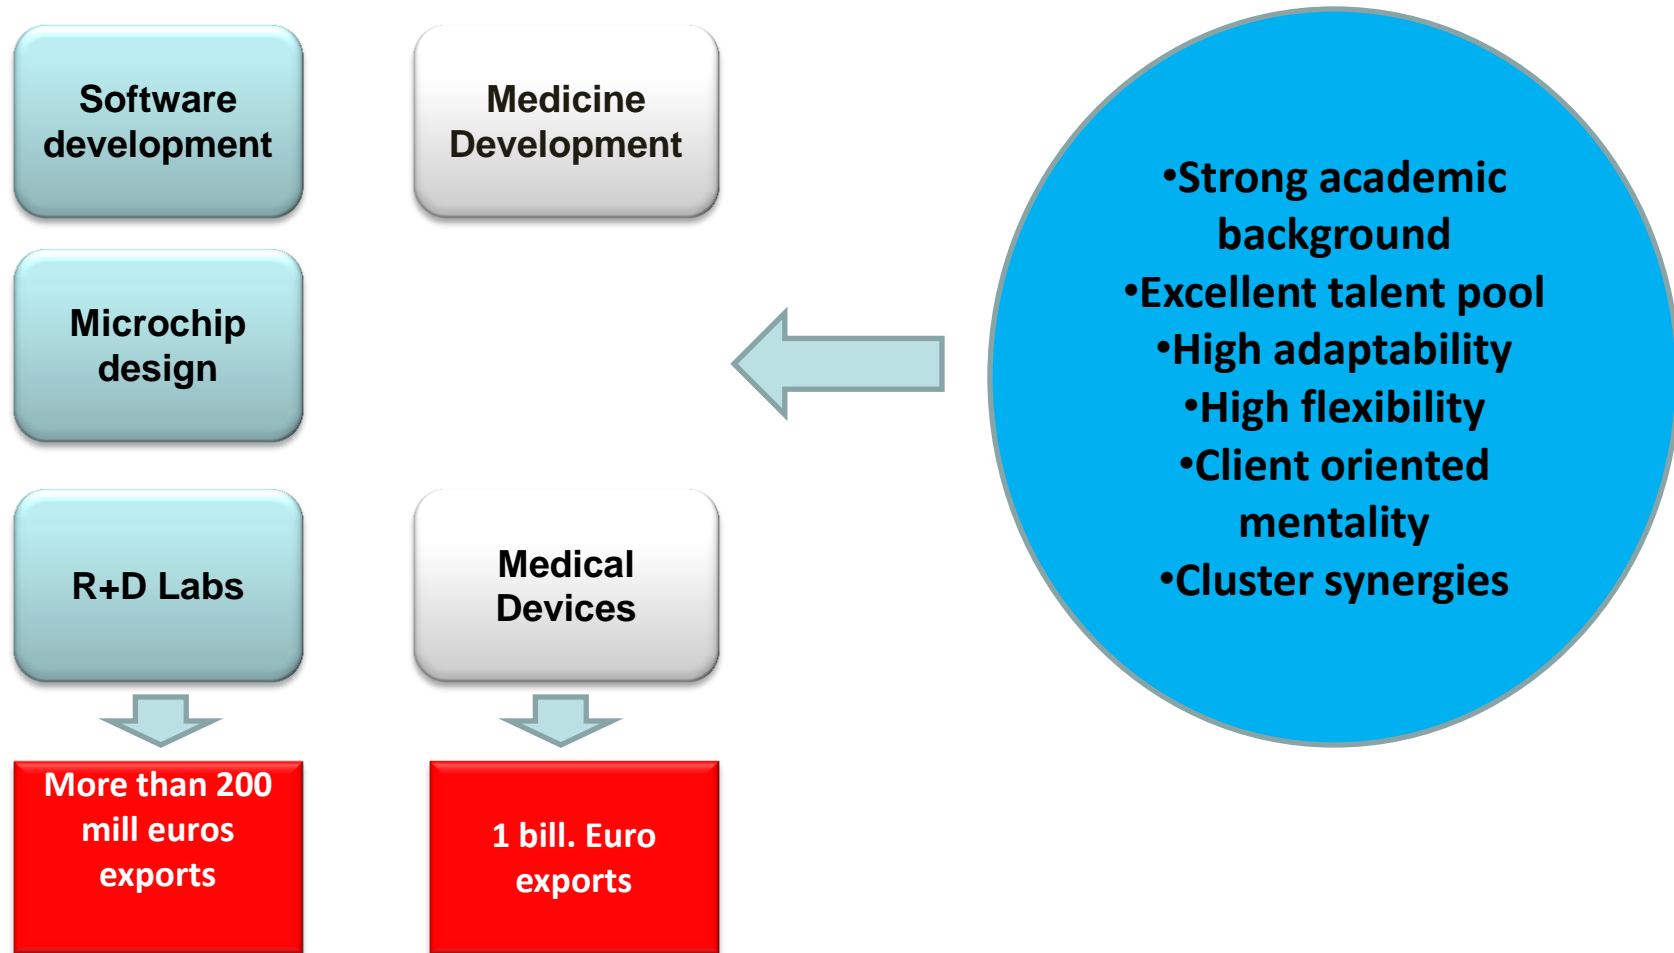 Software
development
Microchip
design
R+D Labs
More than 200
mill euros
exports
Medicine
Development
Medical
Devices
1 bill. Euro
exports
•Strong academic
background
•Excellent talent pool
•High adaptability
•High flexibility
•Client oriented
mentality
•Cluster synergies